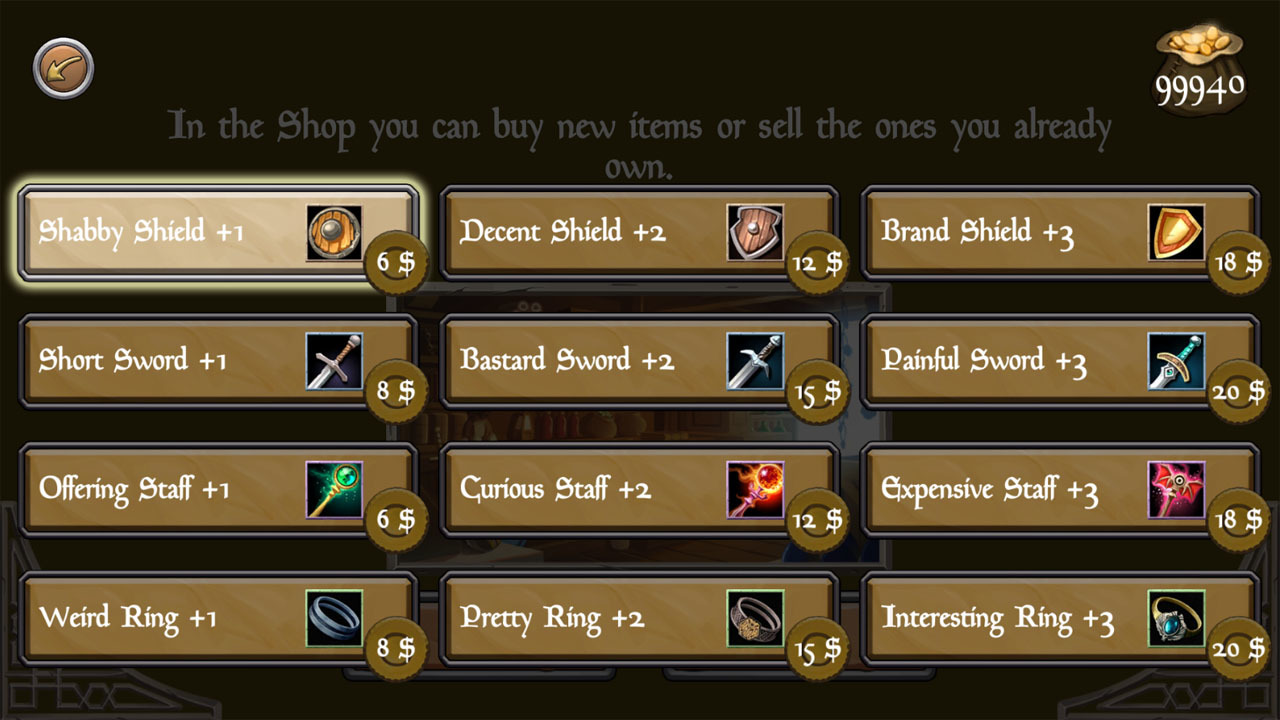 99940
In the Shop you can buy new items or sell the ones you already
own.
Shabby Shield +1
6 $
Decent Shield +2
12 $
Brand Shield +3
18 $
Short Sword +1
8 $
Bastard Sword +2
15 $
Painful Sword +3
20 $
Offering Staff +1
6 $
Curious Staff +2
12 $
Expensive Staff +3
18 $
Weird Ring +1
8 $
Pretty Ring +2
15 $
Interesting Ring +3
20 $